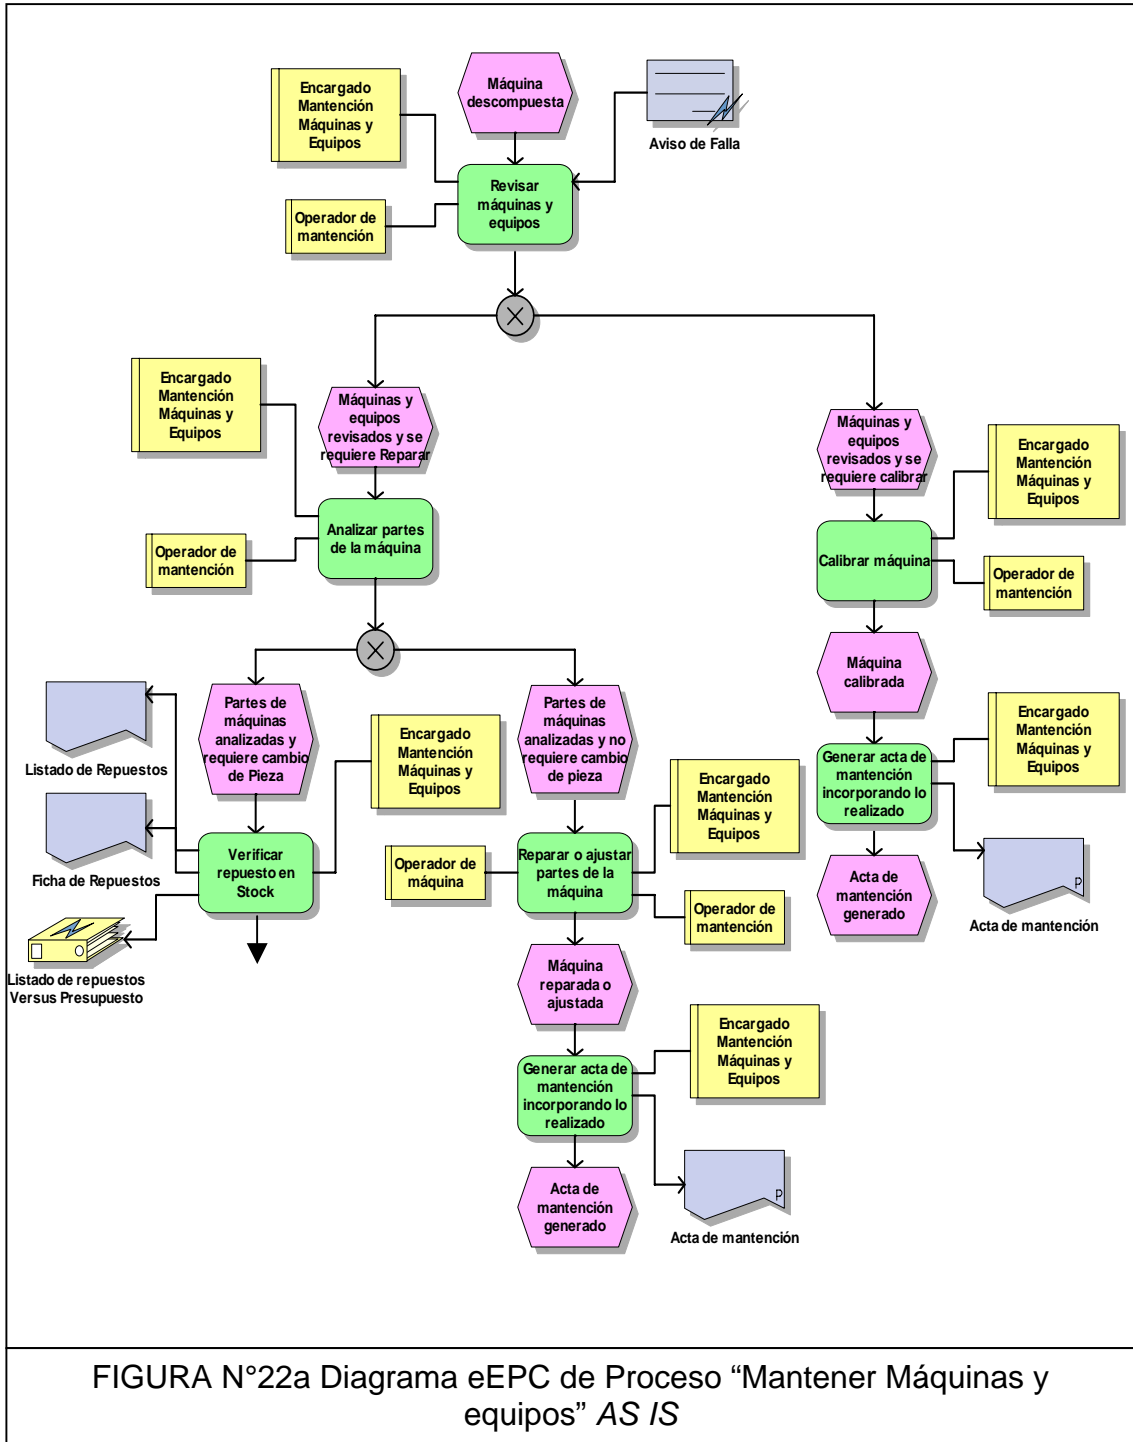 Encargado
Mantención
Máquinas y
Equipos
Máquina
descompuesta
Aviso de Falla
Operador de
mantención
Revisar
máquinas y
equipos
Encargado
Mantención
Máquinas y
Equipos
Máquinas y
equipos
revisados y se
requiere Reparar
Máquinas y
equipos
revisados y se
requiere calibrar
Encargado
Mantención
Máquinas y
Equipos
Operador de
mantención
Analizar partes
de la máquina
Calibrar máquina
Operador de
mantención
Máquina
calibrada
Listado de Repuestos
Partes de
máquinas
analizadas y
requiere cambio
de Pieza
Encargado
Mantención
Máquinas y
Equipos
Partes de
máquinas
analizadas y no
requiere cambio
de pieza
Encargado
Mantención
Máquinas y
Equipos
Generar acta de
mantención
incorporando lo
realizado
Ficha de Repuestos
Verificar
repuesto en
Stock
Operador de
máquina
Reparar o ajustar
partes de la
máquina
Encargado
Mantención
Máquinas y
Equipos
Operador de
mantención
Acta de
mantención
generado
p
Acta de mantención
Listado de repuestos
Versus Presupuesto
Máquina
reparada o
ajustada
Encargado
Mantención
Máquinas y
Equipos
Generar acta de
mantención
incorporando lo
realizado
Acta de
mantención
generado
p
Acta de mantención
FIGURA N°22a Diagrama eEPC de Proceso “Mantener Máquinas y
equipos” AS IS